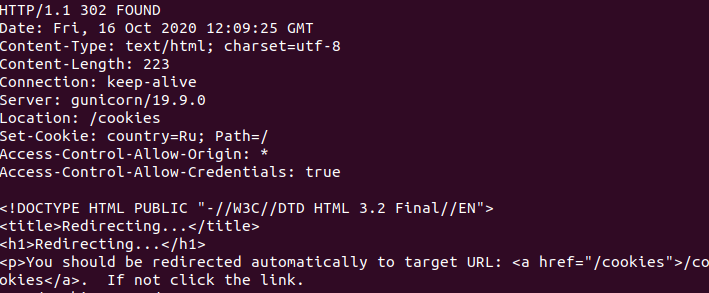 HTTP/1.1 302 FOUND
Date: Fri, 16 Oct 2020 12:09:25 GMT
Content-Type: text/html; charset=utf-8
Content-Length: 223
Connection: keep-alive
Server: gunicorn/19.9.0
Location: /cookies
Set-Cookie: country=Ru; Path=/
Access-Control-Allow-Origin: *
Access-Control-Allow-Credentials: true

<!DOCTYPE HTML PUBLIC "-//W3C//DTD HTML 3.2 Final//EN">
<title>Redirecting...</title>
<h1>Redirecting...</h1>
<p>You should be redirected automatically to target URL: <a href="/cookies">/co
okies</a>.  If not click the link.